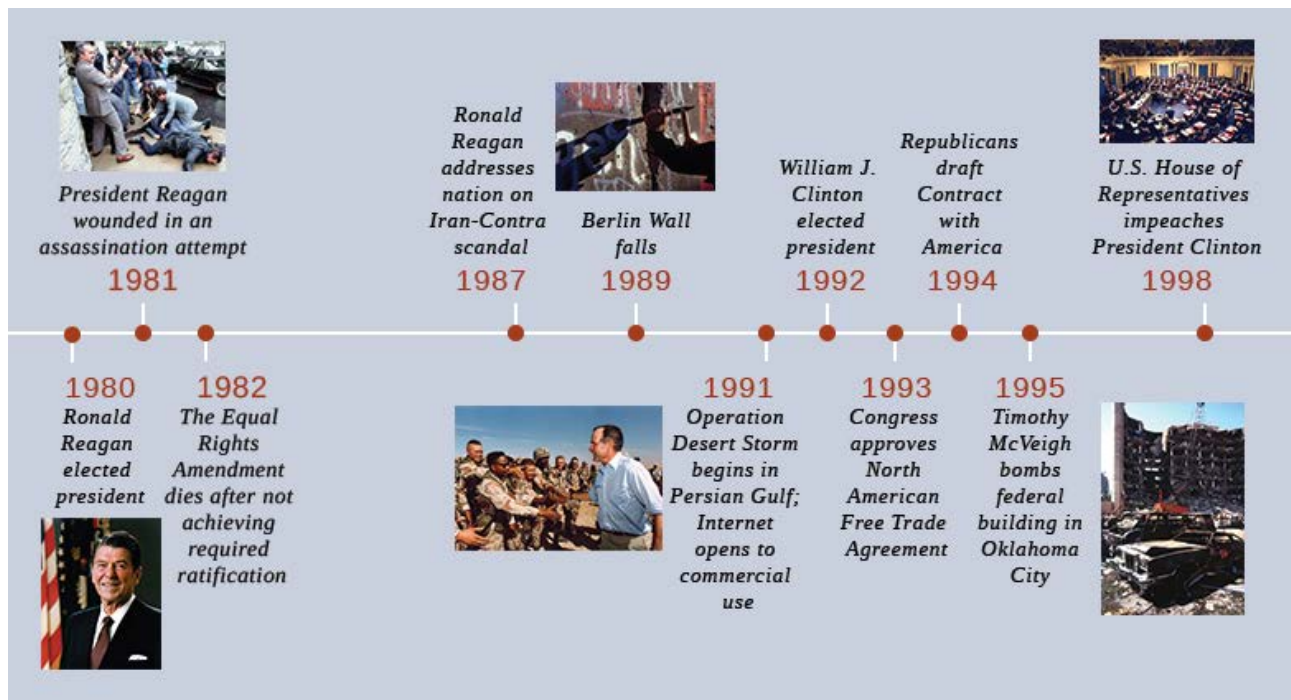 President Reagan
wounded in an
assassination attempt
1981
Ronald
Reagan
addresses
nation on
Iran-Contra
scandal
1987
Berlin Wall
falls
1989
William J.
Clinton
elected
president
1992
Republicans
draft
Contract
with
America
1994
U.S. House of
Representatives
impeaches
President Clinton
1998
1980
Ronald
Reagan
elected
president
1982
The Equal
Rights
Amendment
dies after not
achieving
required
ratification
1991
Operation
Desert Storm
begins in
Persian Gulf;
Internet
opens to
commercial
use
1993
Congress
approves
North
American
Free Trade
Agreement
1995
Timothy
McVeigh
bombs
federal
building in
Oklahoma
City